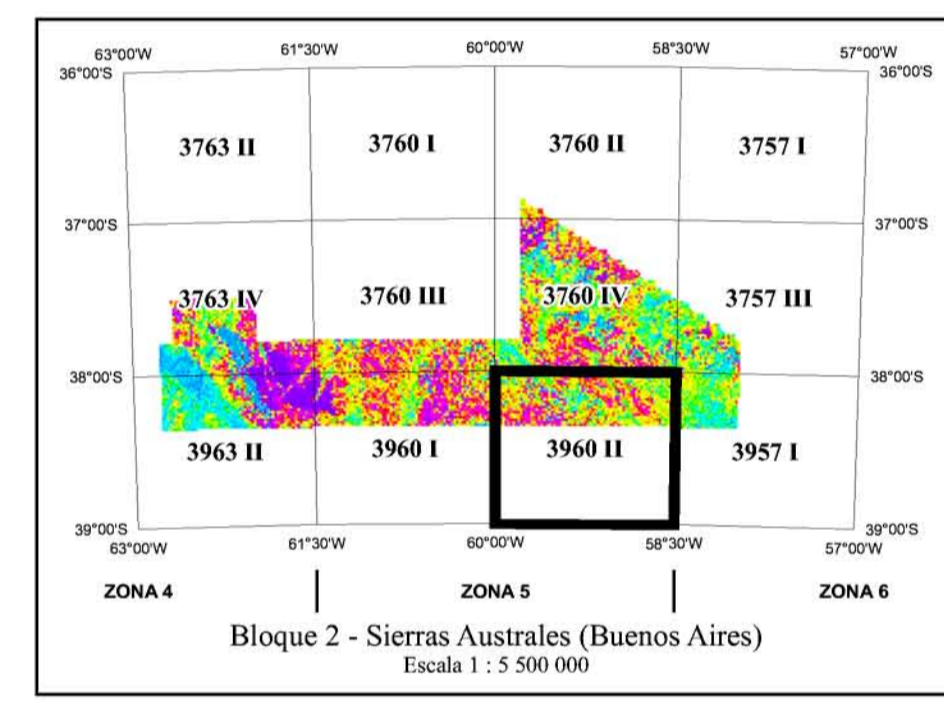 63°00'W 61°30'W 60°00'W 58°30'W 57°00'W
36°00'S 36°00'S
3763 II 3760 I 3760 II 3757 I
37°00'S 37°00'S
3763 IV 3760 III 3760 IV 3757 III
38°00'S 38°00'S
3963 II 3960 I 3960 II 3957 I
39°00'S 39°00'S
63°00'W 61°30'W 60°00'W 58°30'W 57°00'W
ZONA 4 ZONA 5 ZONA 6
Bloque 2 - Sierras Australes (Buenos Aires)
Escala 1 : 5 500 000